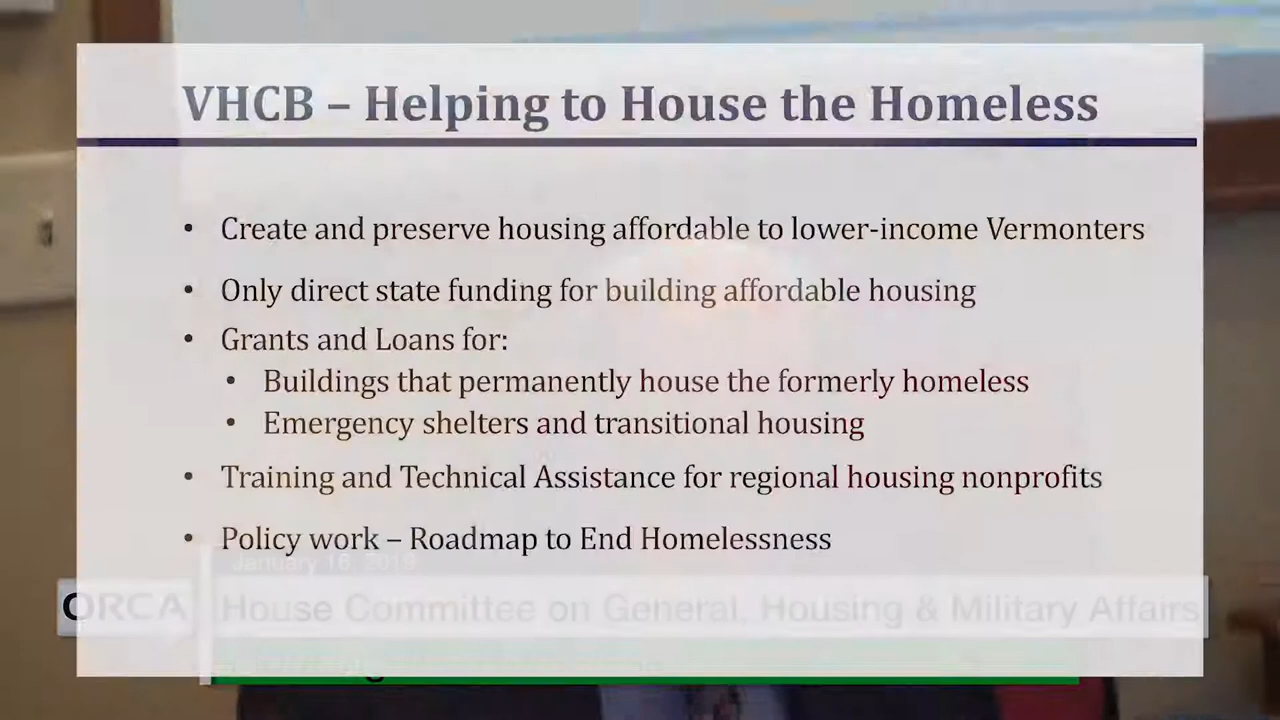 VHCB – Helping to House the Homeless
• Create and preserve housing affordable to lower-income Vermonters
• Only direct state funding for building affordable housing
• Grants and Loans for:
• Buildings that permanently house the formerly homeless
• Emergency shelters and transitional housing
• Training and Technical Assistance for regional housing nonprofits
• Policy work – Roadmap to End Homelessness
January 16, 2019
ORCA House Committee on General, Housing & Military Affairs